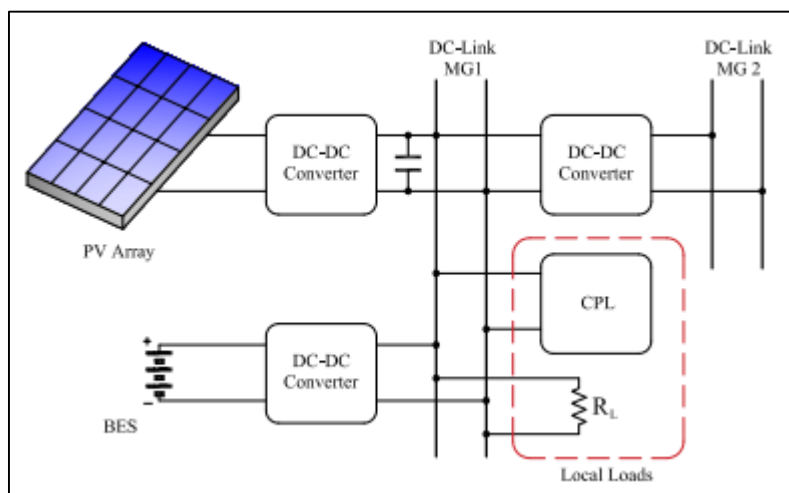 DC-Link
MG1
DC-Link
MG 2
DC-DC
Converter
DC-DC
Converter
PV Array
CPL
+
DC-DC
Converter
−
BES
R_L
Local Loads